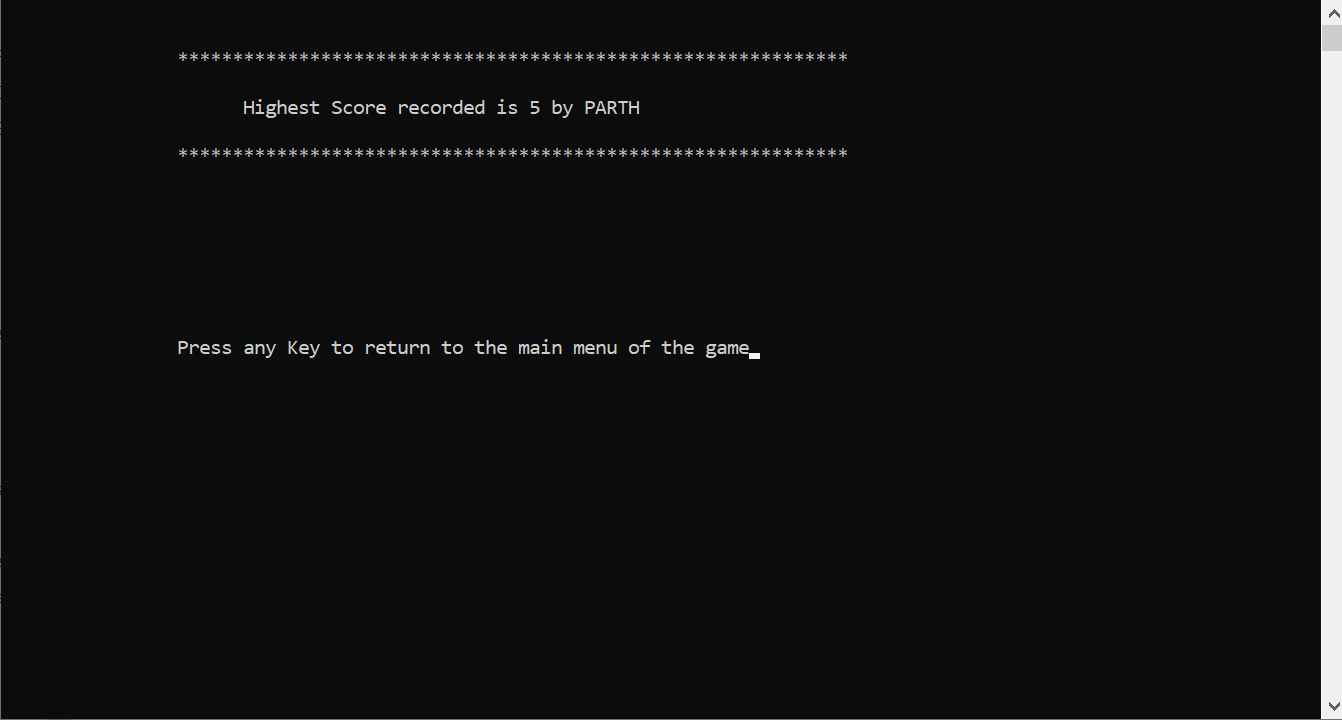 *************************************************************
Highest Score recorded is 5 by PARTH
*************************************************************
Press any Key to return to the main menu of the game